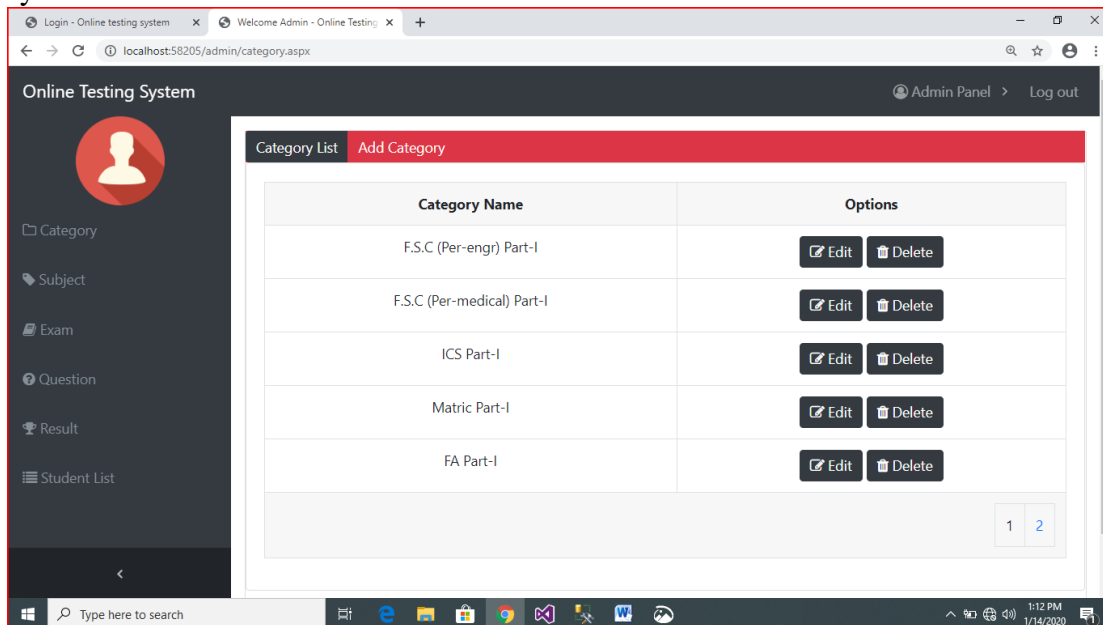 Login - Online testing system
Welcome Admin - Online Testing
localhost:58205/admin/category.aspx
Online Testing System
Admin Panel > Log out
Category List Add Category
Category Name Options
Category
F.S.C (Per-engr) Part-I Edit Delete
Subject
F.S.C (Per-medical) Part-I Edit Delete
Exam
ICS Part-I Edit Delete
Question
Matric Part-I Edit Delete
Result
FA Part-I Edit Delete
Student List
1 2
Type here to search
1:12 PM
1/14/2020